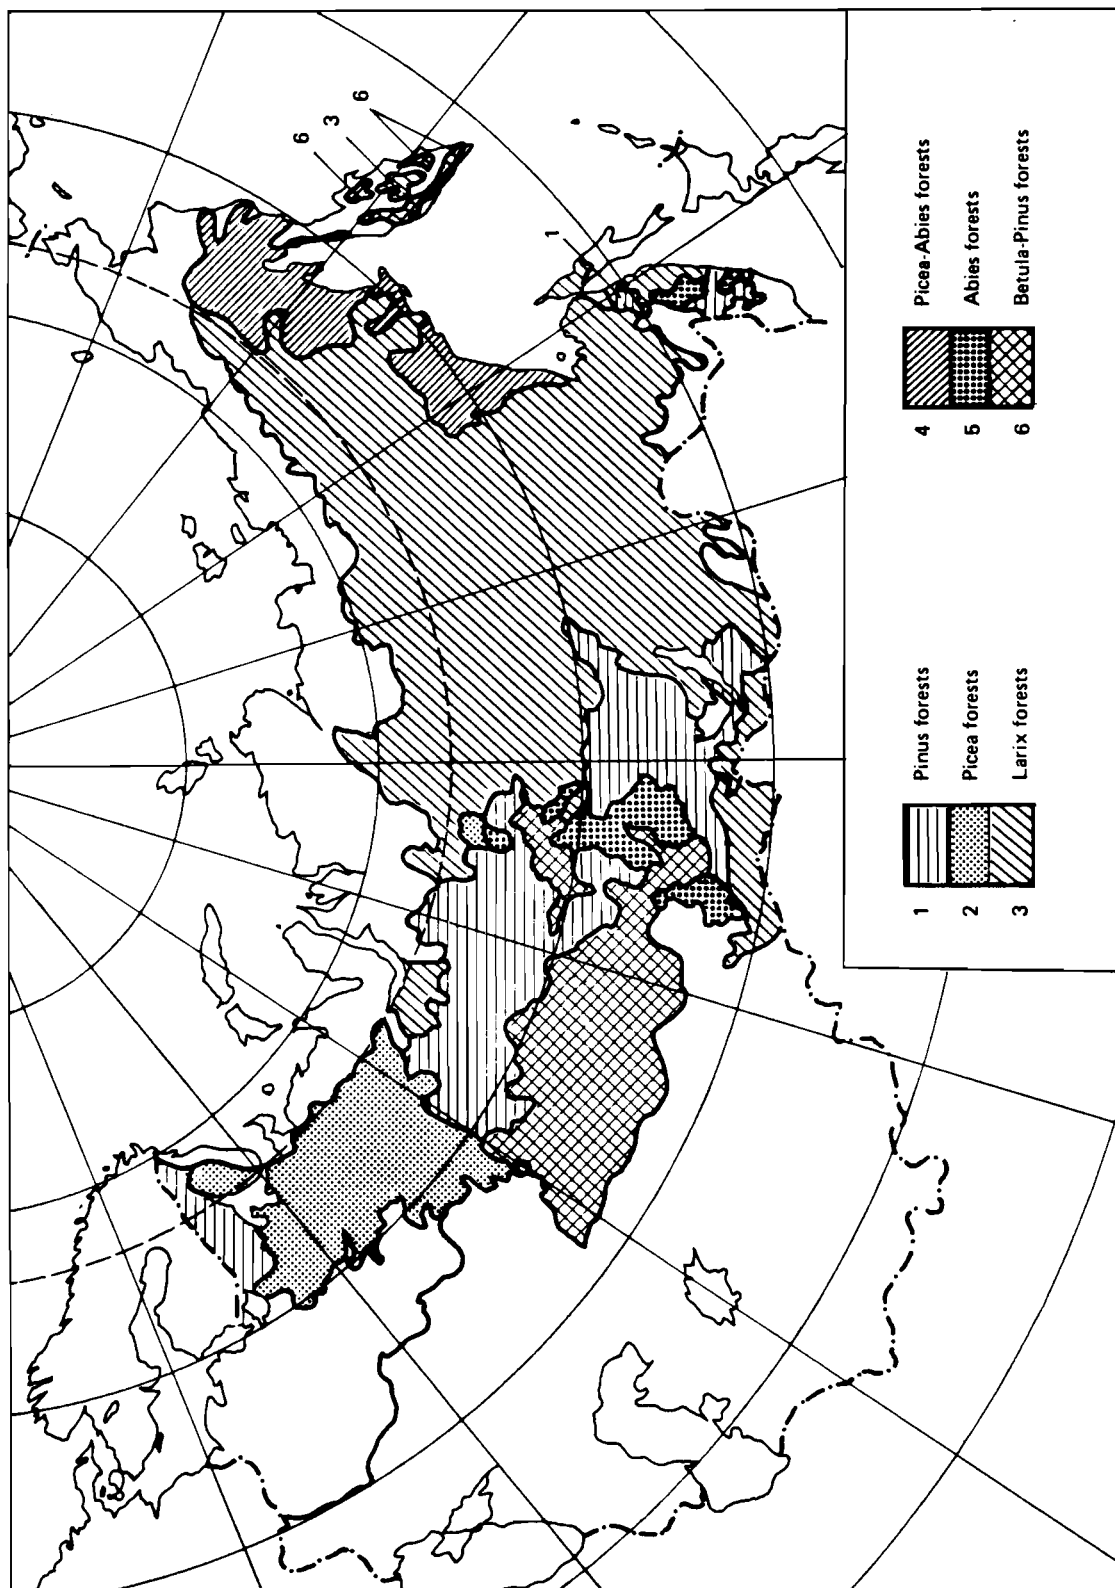 6
3
6
1
1 Pinus forests
2 Picea forests
3 Larix forests
4 Picea-Abies forests
5 Abies forests
6 Betula-Pinus forests